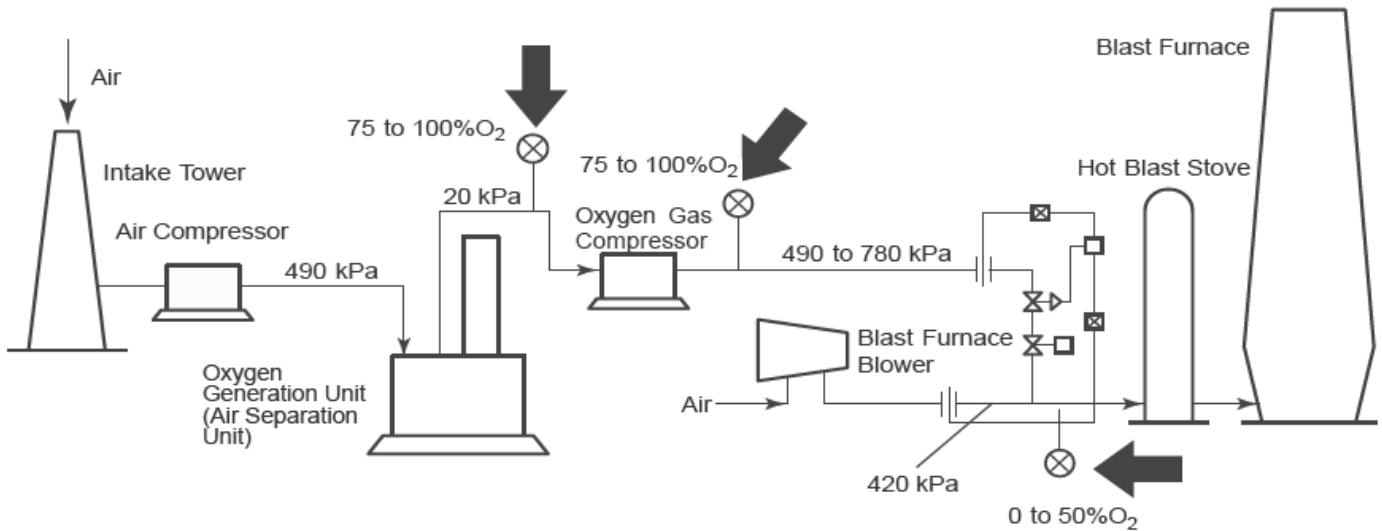 Air
Intake Tower
Air Compressor
490 kPa
Oxygen
Generation Unit
(Air Separation
Unit)
75 to 100%O2
20 kPa
75 to 100%O2
Oxygen Gas
Compressor
490 to 780 kPa
Blast Furnace
Hot Blast Stove
Blast Furnace
Blower
Air
420 kPa
0 to 50%O2